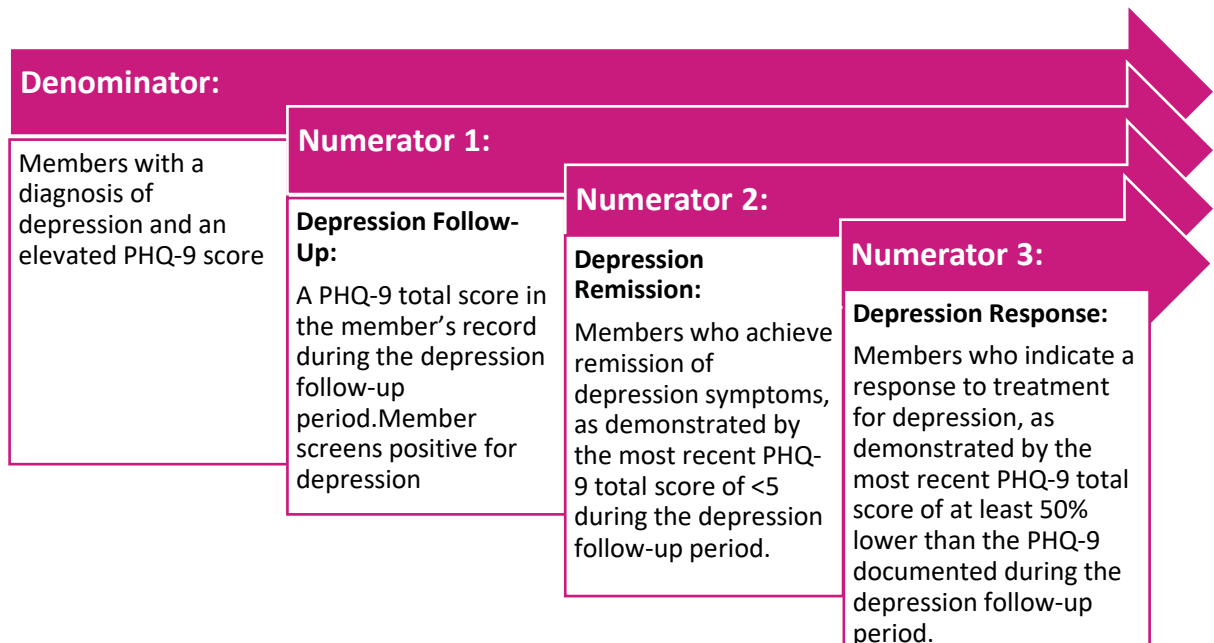 Denominator:
Members with a
diagnosis of
depression and an
elevated PHQ-9 score
Numerator 1:
Depression Follow-
Up:
A PHQ-9 total score in
the member's record
during the depression
follow-up
period.Member
screens positive for
depression
Numerator 2:
Depression
Remission:
Members who achieve
remission of
depression symptoms,
as demonstrated by
the most recent PHQ-
9 total score of <5
during the depression
follow-up period.
Numerator 3:
Depression Response:
Members who indicate a
response to treatment
for depression, as
demonstrated by the
most recent PHQ-9 total
score of at least 50%
lower than the PHQ-9
documented during the
depression follow-up
period.